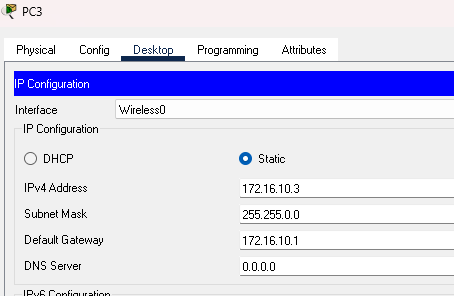 PC3
Physical Config Desktop Programming Attributes
IP Configuration
Interface Wireless0
IP Configuration
DHCP Static
IPv4 Address 172.16.10.3
Subnet Mask 255.255.0.0
Default Gateway 172.16.10.1
DNS Server 0.0.0.0
IPv6 Configuration